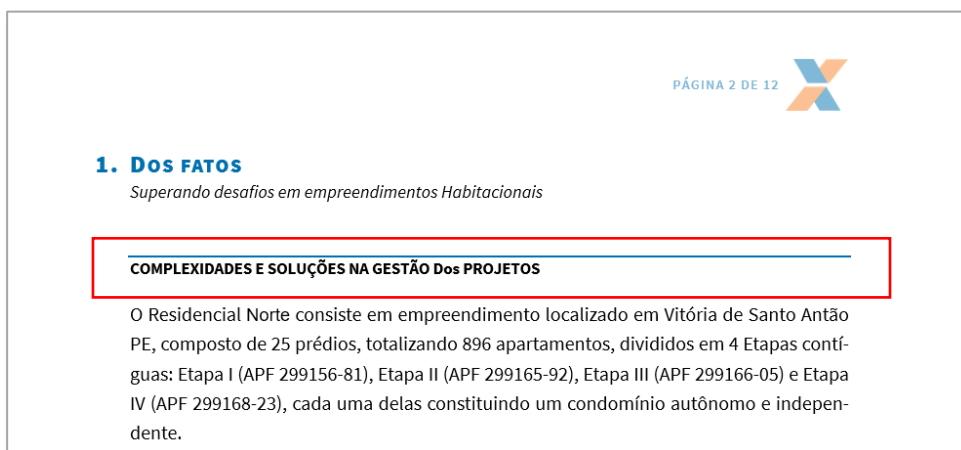 PÁGINA 2 DE 12
1. DOS FATOS
Superando desafios em empreendimentos Habitacionais
COMPLEXIDADES E SOLUÇÕES NA GESTÃO Dos PROJETOS
O Residencial Norte consiste em empreendimento localizado em Vitória de Santo Antão
PE, composto de 25 prédios, totalizando 896 apartamentos, divididos em 4 Etapas contí-
guas: Etapa I (APF 299156-81), Etapa II (APF 299165-92), Etapa III (APF 299166-05) e Etapa
IV (APF 299168-23), cada uma delas constituindo um condomínio autônomo e indepen-
dente.